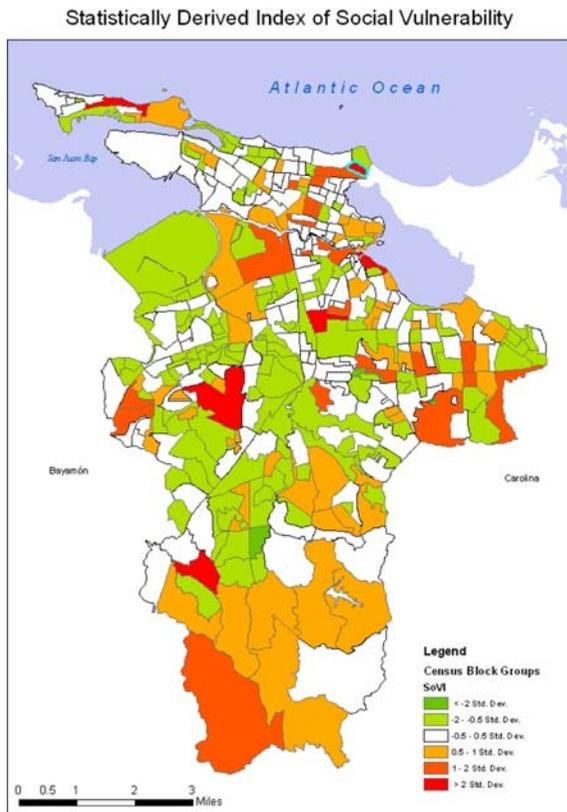 Statistically Derived Index of Social Vulnerability
Atlantic Ocean
San Juan Bay
Bayamón
Carolina
Legend
Census Block Groups
SoVI
< -2 Std. Dev.
-2 - -0.5 Std. Dev.
-0.5 - 0.5 Std. Dev.
0.5 - 1 Std. Dev.
1 - 2 Std. Dev.
> 2 Std. Dev.
0 0.5 1 2 3
Miles